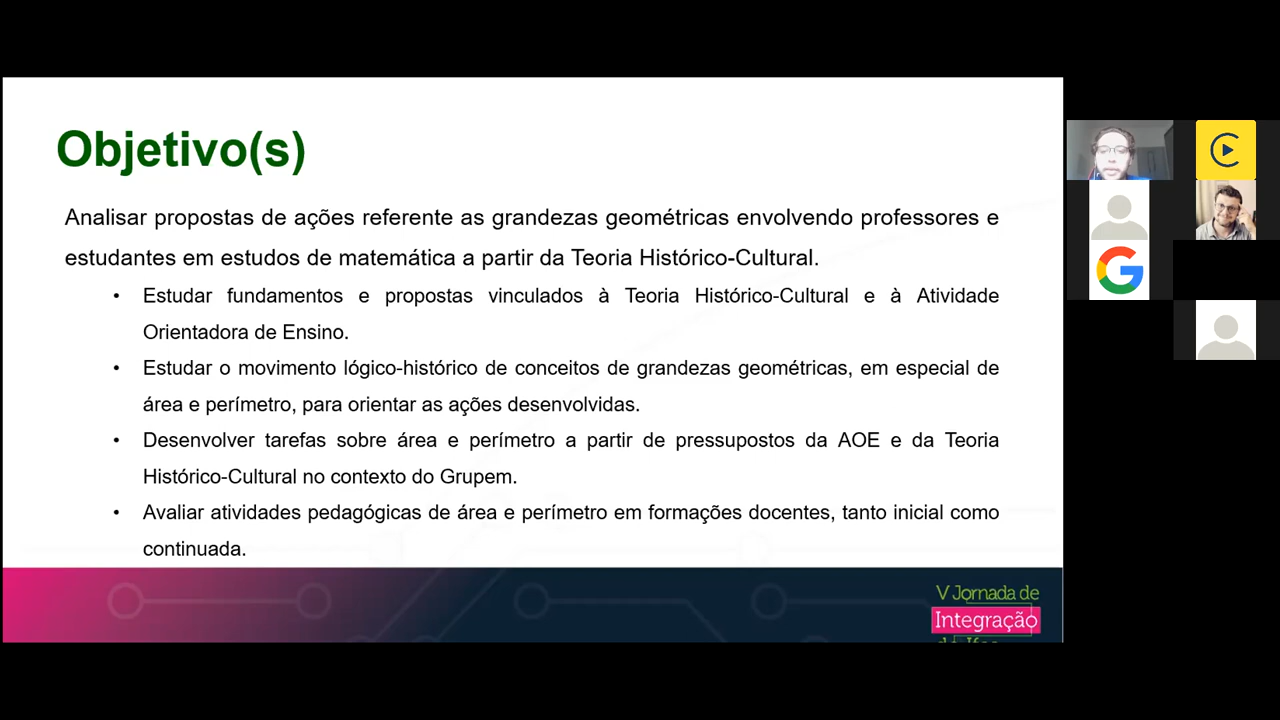 Objetivo(s)
Analisar propostas de ações referente as grandezas geométricas envolvendo professores e
estudantes em estudos de matemática a partir da Teoria Histórico-Cultural.
• Estudar fundamentos e propostas vinculados à Teoria Histórico-Cultural e à Atividade
Orientadora de Ensino.
• Estudar o movimento lógico-histórico de conceitos de grandezas geométricas, em especial de
área e perímetro, para orientar as ações desenvolvidas.
• Desenvolver tarefas sobre área e perímetro a partir de pressupostos da AOE e da Teoria
Histórico-Cultural no contexto do Grupem.
• Avaliar atividades pedagógicas de área e perímetro em formações docentes, tanto inicial como
continuada.
V Jornada de
Integração